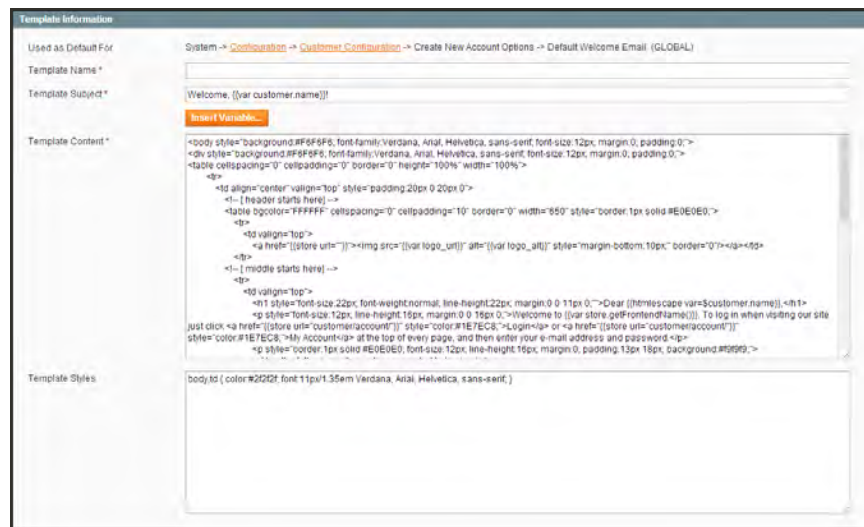 Template Information
Used as Default For
System -> Configuration -> Customer Configuration -> Create New Account Options -> Default Welcome Email  (GLOBAL)
Template Name *
Template Subject *
Welcome, {{var customer.name}}!
Insert Variable...
Template Content *
<body style="background:#F6F6F6; font-family:Verdana, Arial, Helvetica, sans-serif; font-size:12px; margin:0; padding:0;">
<div style="background:#F6F6F6; font-family:Verdana, Arial, Helvetica, sans-serif; font-size:12px; margin:0; padding:0;">
<table cellspacing="0" cellpadding="0" border="0" height="100%" width="100%">
<tr>
<td align="center" valign="top" style="padding:20px 0 20px 0">
<!-- [ header starts here] -->
<table bgcolor="FFFFFF" cellspacing="0" cellpadding="10" border="0" width="650" style="border:1px solid #E0E0E0;">
<tr>
<td valign="top">
<a href="{{store url=""}}"><img src="{{var logo_url}}" alt="{{var logo_alt}}" style="margin-bottom:10px;" border="0"/></a></td>
</tr>
<!-- [ middle starts here] -->
<tr>
<td valign="top">
<h1 style="font-size:22px; font-weight:normal; line-height:22px; margin:0 0 11px 0;"">Dear {{htmlescape var=$customer.name}},</h1>
<p style="font-size:12px; line-height:16px; margin:0 0 16px 0;">Welcome to {{var store.getFrontendName()}}. To log in when visiting our site
just click <a href="{{store url="customer/account/"}}" style="color:#1E7EC8;">Login</a> or <a href="{{store url="customer/account/"}}"
style="color:#1E7EC8;">My Account</a> at the top of every page, and then enter your e-mail address and password.</p>
<p style="border:1px solid #E0E0E0; font-size:12px; line-height:16px; margin:0; padding:13px 18px; background:#f9f9f9;">
Template Styles
body,td { color:#2f2f2f; font:11px/1.35em Verdana, Arial, Helvetica, sans-serif; }